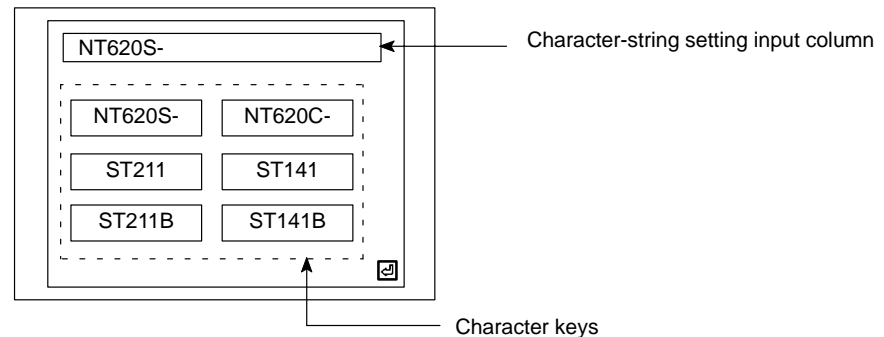 NT620S-
Character-string setting input column
NT620S- NT620C-
ST211 ST141
ST211B ST141B
Character keys